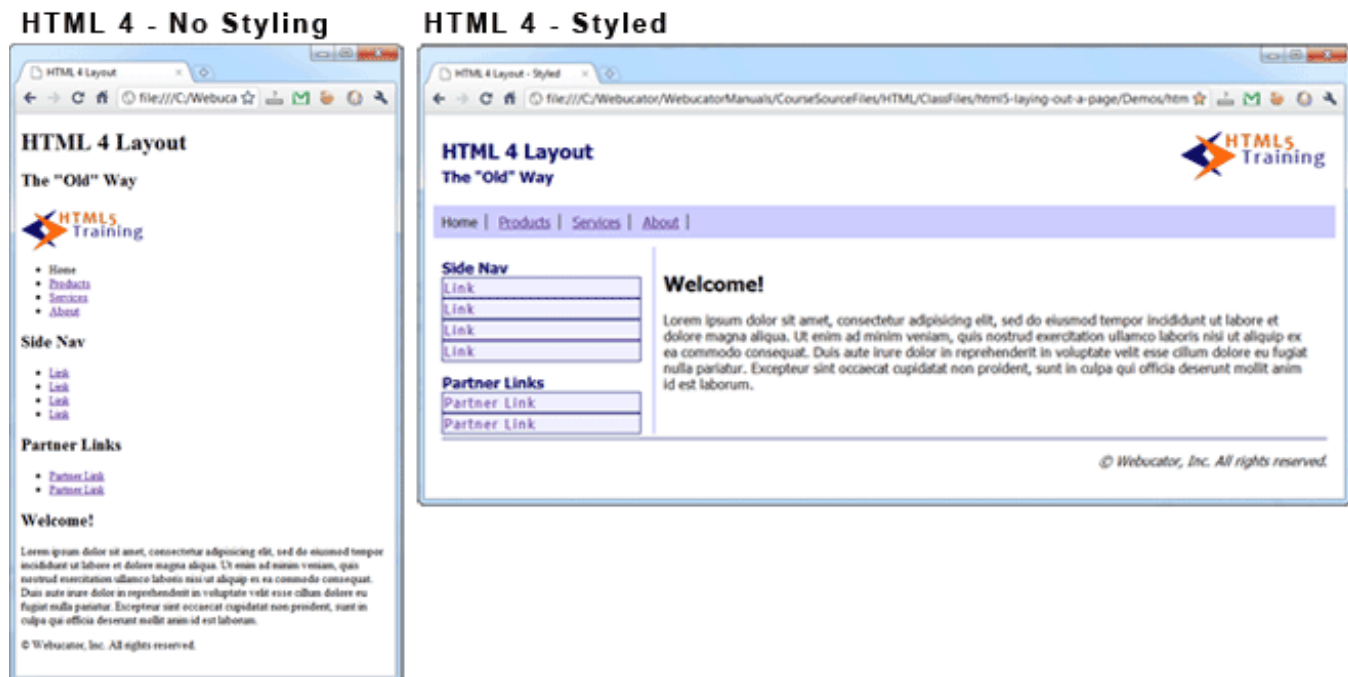 HTML 4 - No Styling
HTML 4 Layout
file:///C:/Webuca
HTML 4 Layout
The "Old" Way
HTML5
Training
Home
Products
Services
About
Side Nav
Link
Link
Link
Link
Partner Links
Partner Link
Partner Link
Welcome!
Lorem ipsum dolor sit amet, consectetur adipisicing elit, sed do eiusmod tempor
incididunt ut labore et dolore magna aliqua. Ut enim ad minim veniam, quis
nostrud exercitation ullamco laboris nisi ut aliquip ex ea commodo consequat.
Duis aute irure dolor in reprehenderit in voluptate velit esse cillum dolore eu
fugiat nulla pariatur. Excepteur sint occaecat cupidatat non proident, sunt in
culpa qui officia deserunt mollit anim id est laborum.
© Webucator, Inc. All rights reserved.
HTML 4 - Styled
HTML 4 Layout - Styled
file:///C:/Webucator/WebucatorManuals/CourseSourceFiles/HTML/ClassFiles/html5-laying-out-a-page/Demos/htm
HTML 4 Layout
The "Old" Way
HTML5
Training
Home | Products | Services | About |
Side Nav
Link
Link
Link
Link
Partner Links
Partner Link
Partner Link
Welcome!
Lorem ipsum dolor sit amet, consectetur adipisicing elit, sed do eiusmod tempor incididunt ut labore et
dolore magna aliqua. Ut enim ad minim veniam, quis nostrud exercitation ullamco laboris nisi ut aliquip ex
ea commodo consequat. Duis aute irure dolor in reprehenderit in voluptate velit esse cillum dolore eu fugiat
nulla pariatur. Excepteur sint occaecat cupidatat non proident, sunt in culpa qui officia deserunt mollit anim
id est laborum.
© Webucator, Inc. All rights reserved.